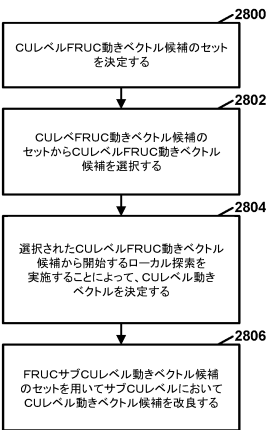 2800
CUレベルFRUC動きベクトル候補のセット
を決定する
2802
CUレベFRUC動きベクトル候補の
セットからCUレベルFRUC動きベクトル
候補を選択する
2804
選択されたCUレベルFRUC動きベクトル
候補から開始するローカル探索を
実施することによって、CUレベル動き
ベクトルを決定する
2806
FRUCサブCUレベル動きベクトル候補
のセットを用いてサブCUレベルにおいて
CUレベル動きベクトル候補を改良する